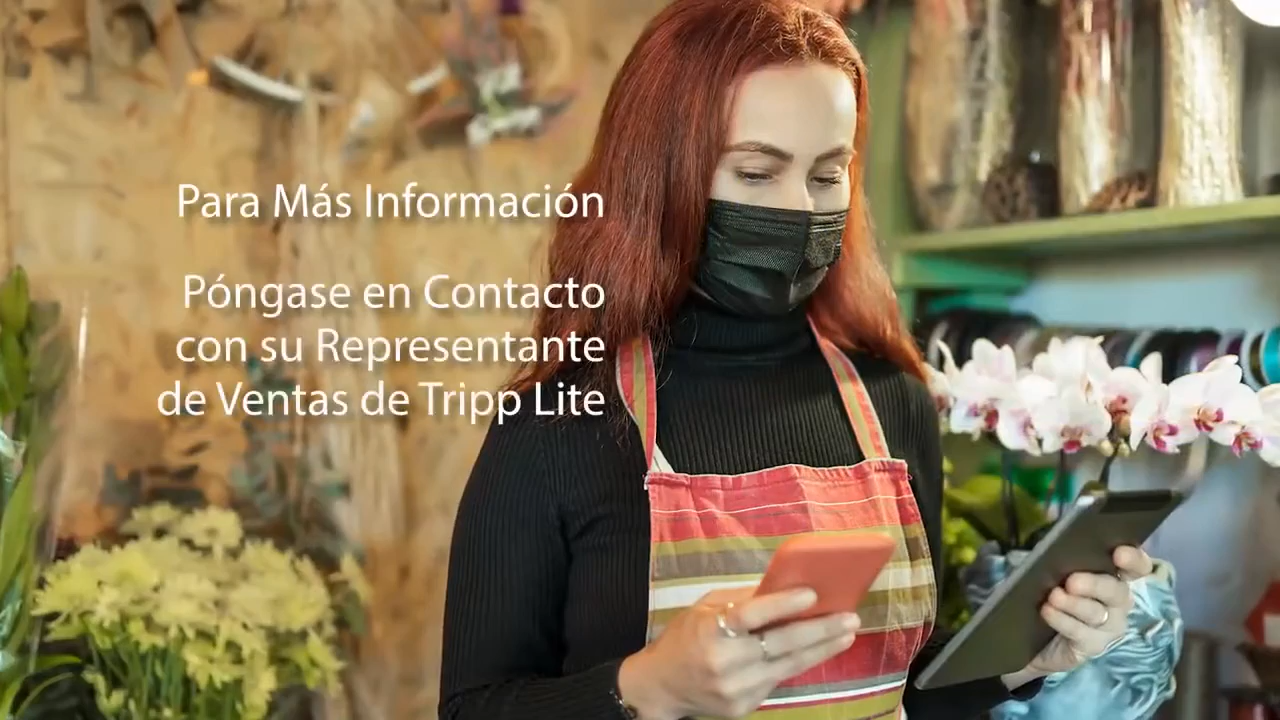 Para Más Información
Póngase en Contacto
con su Representante
de Ventas de Tripp Lite